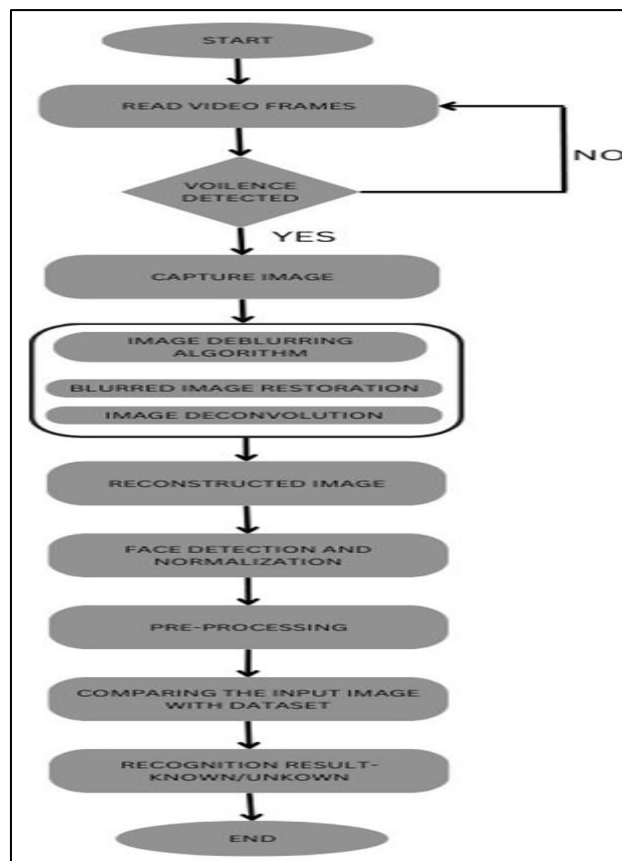 START
READ VIDEO FRAMES
NO
VOILENCE
DETECTED
YES
CAPTURE IMAGE
IMAGE DEBLURRING
ALGORITHM
BLURRED IMAGE RESTORATION
IMAGE DECONVOLUTION
RECONSTRUCTED IMAGE
FACE DETECTION AND
NORMALIZATION
PRE-PROCESSING
COMPARING THE INPUT IMAGE
WITH DATASET
RECOGNITION RESULT-
KNOWN/UNKOWN
END